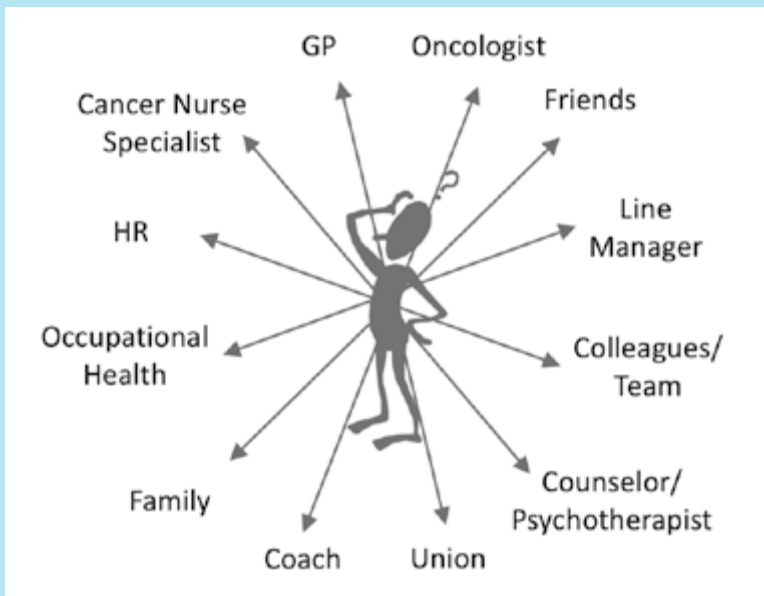 GP
Oncologist
Friends
Line
Manager
Colleagues/
Team
Counselor/
Psychotherapist
Union
Coach
Family
Occupational
Health
HR
Cancer Nurse
Specialist
?